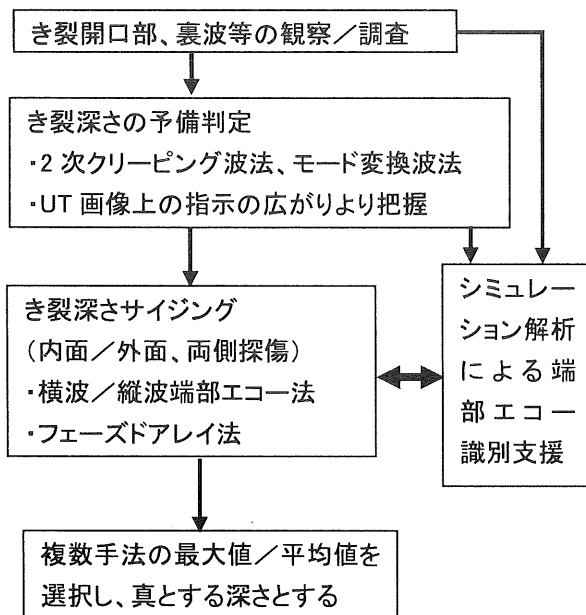 き裂開口部、裏波等の観察／調査
き裂深さの予備判定
・2次クリーピング波法、モード変換波法
・UT画像上の指示の広がりより把握
き裂深さサイジング
(内面／外面、両側探傷)
・横波／縦波端部エコー法
・フェーズドアレイ法
シミュレー
ション解析
による端
部エコー
識別支援
複数手法の最大値／平均値を
選択し、真とする深さとする